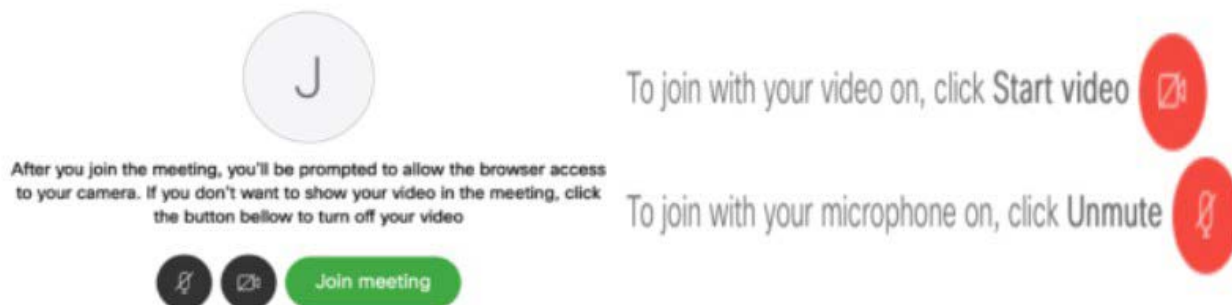 J
After you join the meeting, you'll be prompted to allow the browser access
to your camera. If you don't want to show your video in the meeting, click
the button bellow to turn off your video
Join meeting
To join with your video on, click Start video
To join with your microphone on, click Unmute